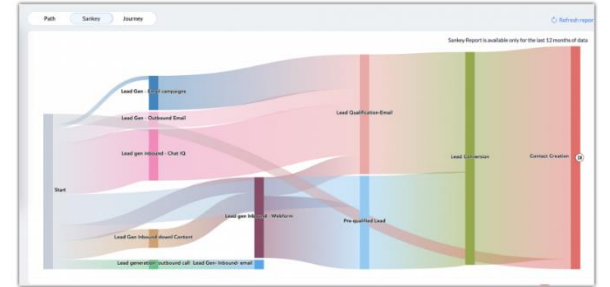 Path Sankey Journey
Refresh report
Sankey Report is available only for the last 12 months of data
Lead Gen - Email campaigns
Lead Gen - Outbound Email
Lead gen inbound - Chat IQ
Lead Qualification-Email
Lead Conversion
Contact Creation
Start
Lead gen Inbound - Webform
Pre-qualified Lead
Lead Gen Inbound downl Content
Lead generation outbound call
Lead Gen- Inbound- email